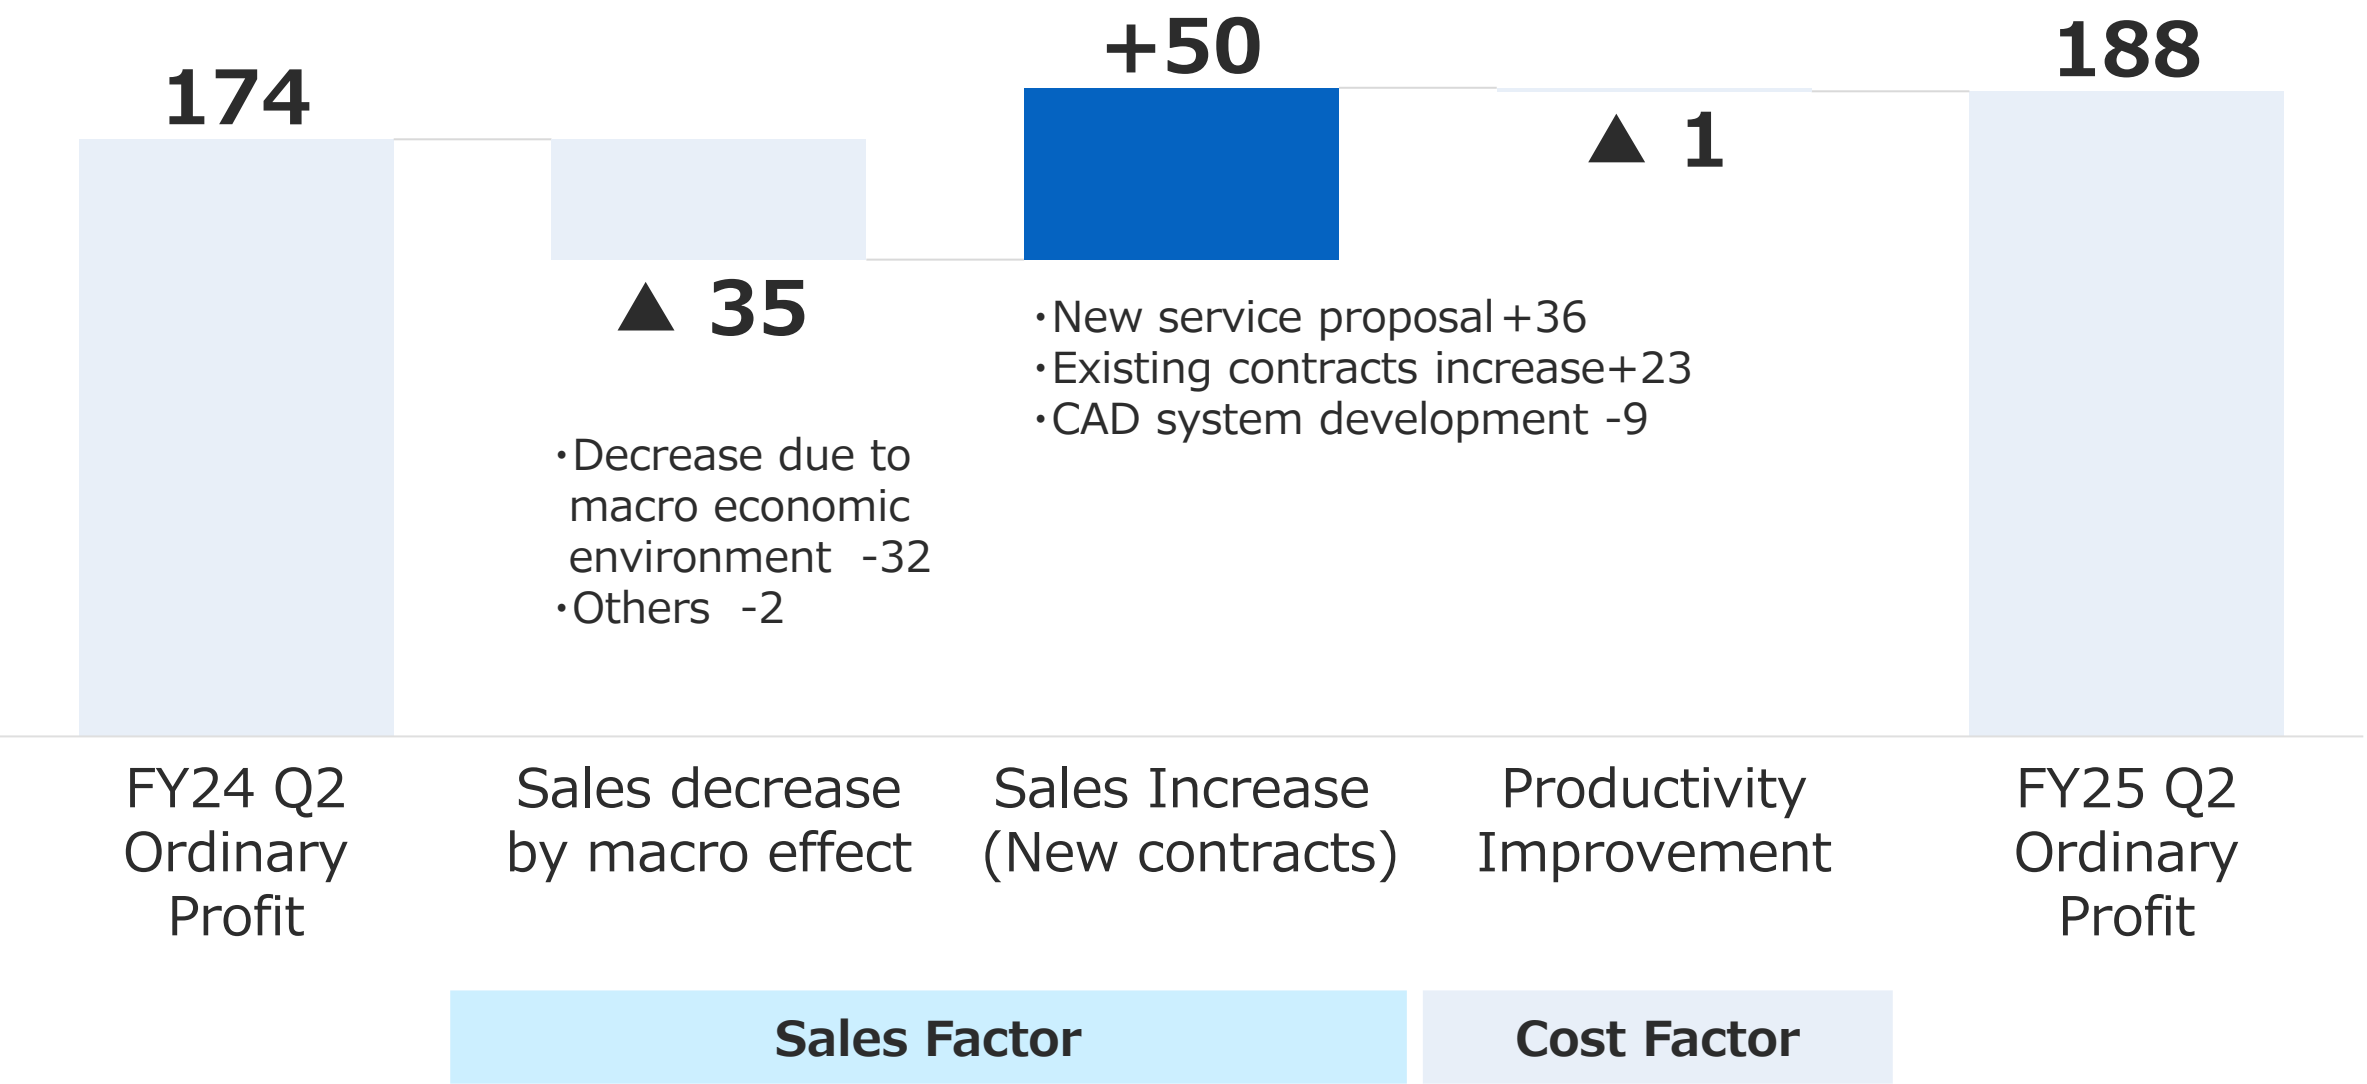 174
▲ 35
・Decrease due to
macro economic
environment -32
・Others -2
+50
・New service proposal+36
・Existing contracts increase+23
・CAD system development -9
▲ 1
188
FY24 Q2
Ordinary
Profit
Sales decrease
by macro effect
Sales Increase
(New contracts)
Productivity
Improvement
FY25 Q2
Ordinary
Profit
Sales Factor
Cost Factor